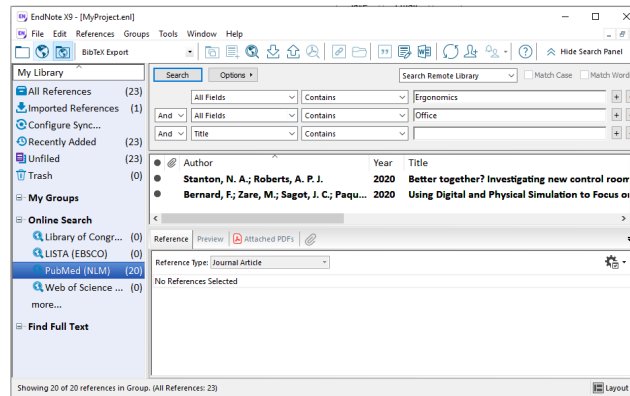 EndNote X9 - [MyProject.enl]
File Edit References Groups Tools Window Help
BibTeX Export
Hide Search Panel
My Library
Search Options Search Remote Library Match Case Match Word
All References (23)
All Fields Contains Ergonomics
Imported References (1)
And All Fields Contains Office
Configure Sync...
And Title Contains
Recently Added (23)
Unfiled (23)
Trash (0)
Author Year Title
Stanton, N. A.; Roberts, A. P. J. 2020 Better together? Investigating new control room
Bernard, F.; Zare, M.; Sagot, J. C.; Paqu... 2020 Using Digital and Physical Simulation to Focus o
My Groups
Online Search
Library of Congr... (0)
LISTA (EBSCO) (0)
PubMed (NLM) (20)
Web of Science ... (0)
more...
Find Full Text
Reference Preview Attached PDFs
Reference Type: Journal Article
No References Selected
Showing 20 of 20 references in Group. (All References: 23)
Layout